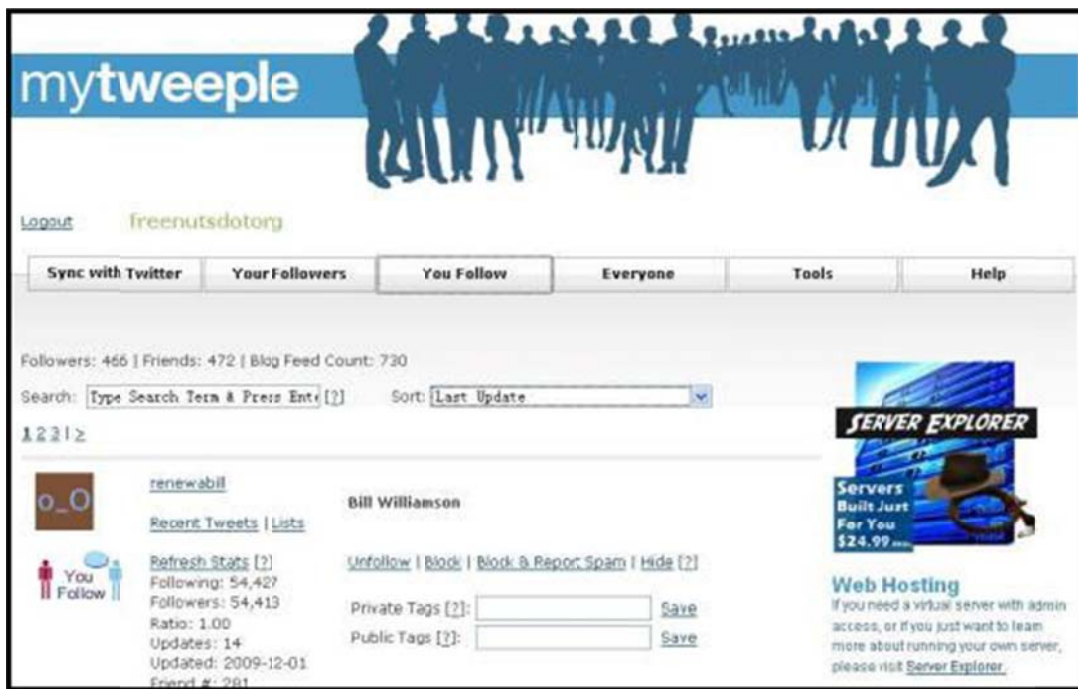 mytweeple
Logout freenutsdotorg
Sync with Twitter Your Followers You Follow Everyone Tools Help
Followers: 466 | Friends: 472 | Blog Feed Count: 730
Search: Type Search Term & Press Ente [?] Sort: Last Update
1 2 3 | >
o_O
renewabill
Bill Williamson
Recent Tweets | Lists
You
Follow
Refresh Stats [?]
Following: 54,427
Followers: 54,413
Ratio: 1.00
Updates: 14
Updated: 2009-12-01
Friend #: 281
Unfollow | Block | Block & Report Spam | Hide [?]
Private Tags [?]: Save
Public Tags [?]: Save
SERVER EXPLORER
Servers
Built Just
For You
$24.99
Web Hosting
If you need a virtual server with admin
access, or if you just want to learn
more about running your own server,
please visit Server Explorer.